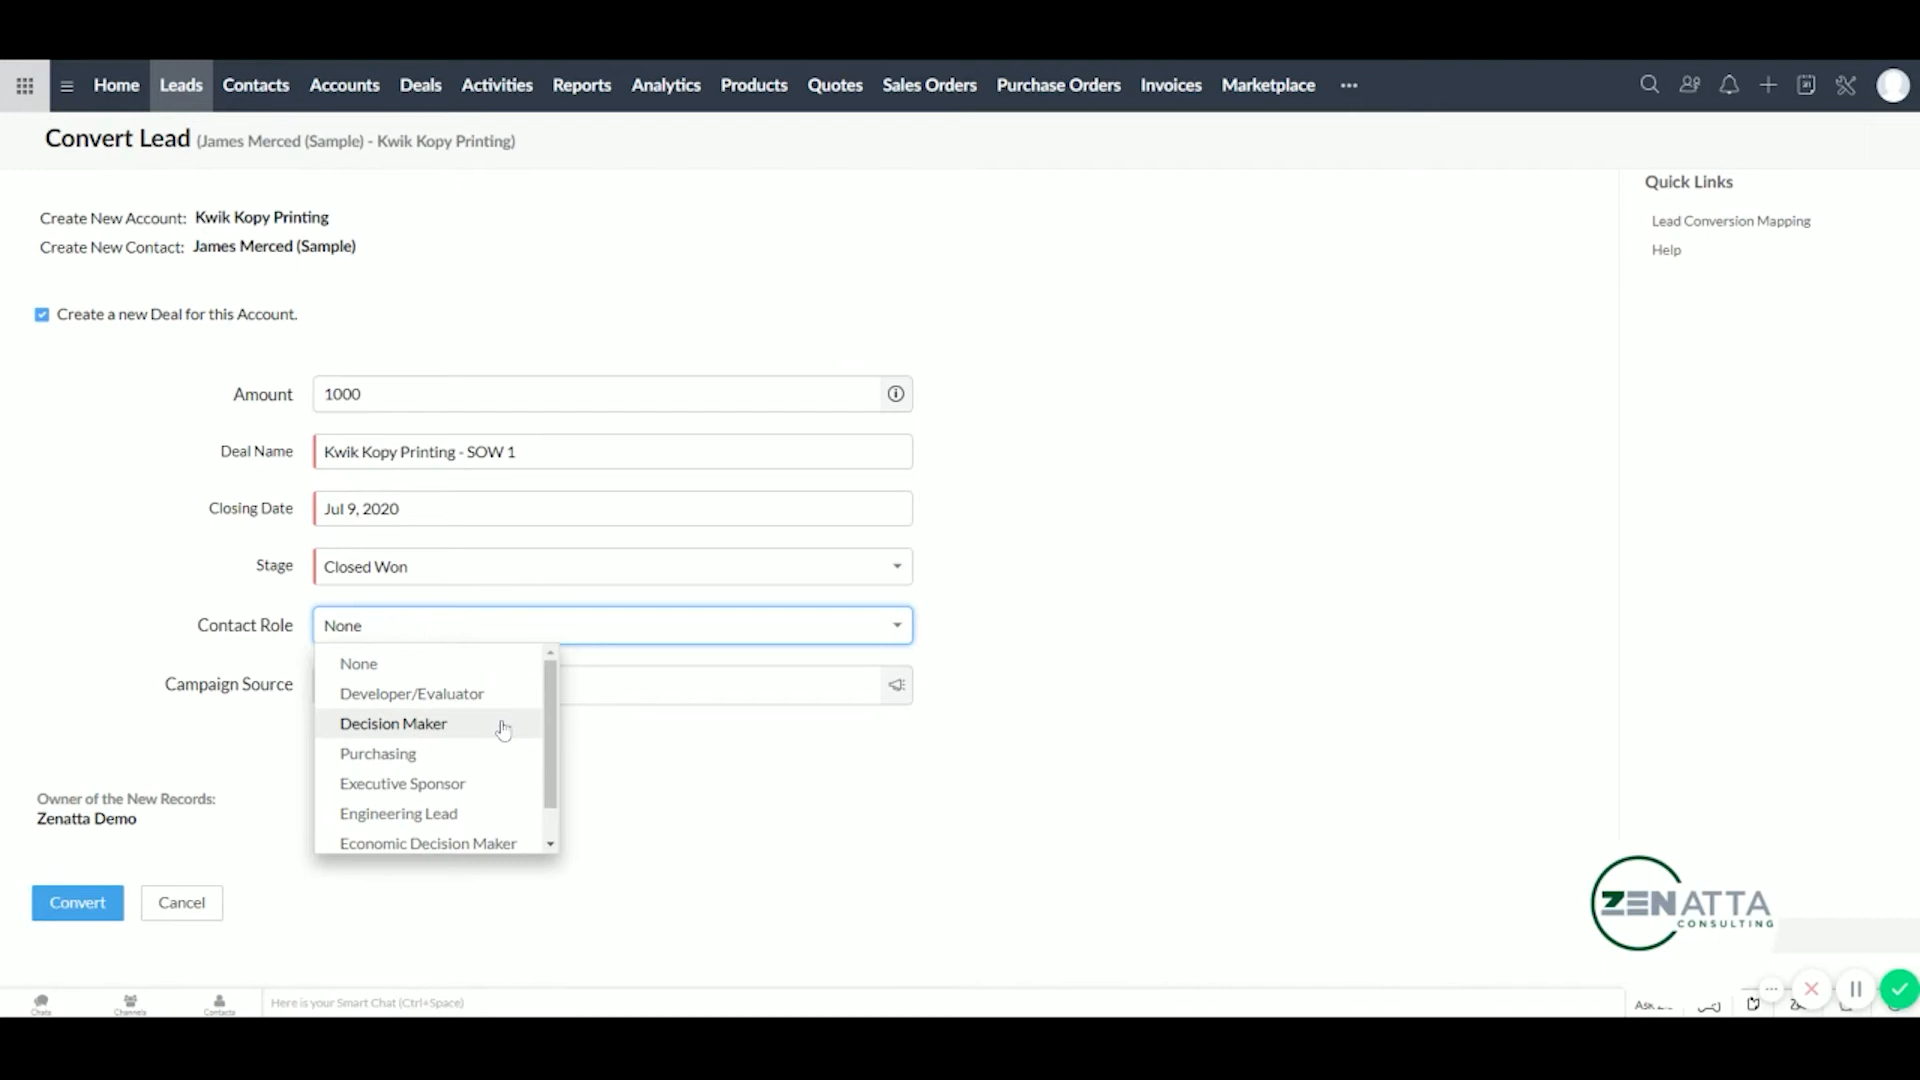 Home Leads Contacts Accounts Deals Activities Reports Analytics Products Quotes Sales Orders Purchase Orders Invoices Marketplace ...
Convert Lead (James Merced (Sample) - Kwik Kopy Printing)
Quick Links
Lead Conversion Mapping
Help
Create New Account: Kwik Kopy Printing
Create New Contact: James Merced (Sample)
Create a new Deal for this Account.
Amount 1000
Deal Name Kwik Kopy Printing - SOW 1
Closing Date Jul 9, 2020
Stage Closed Won
Contact Role None
None
Developer/Evaluator
Campaign Source
Decision Maker
Purchasing
Executive Sponsor
Engineering Lead
Economic Decision Maker
Owner of the New Records:
Zenatta Demo
Convert Cancel
ZENATTA
CONSULTING
Chats Channels Contacts Here is your Smart Chat (Ctrl+Space)